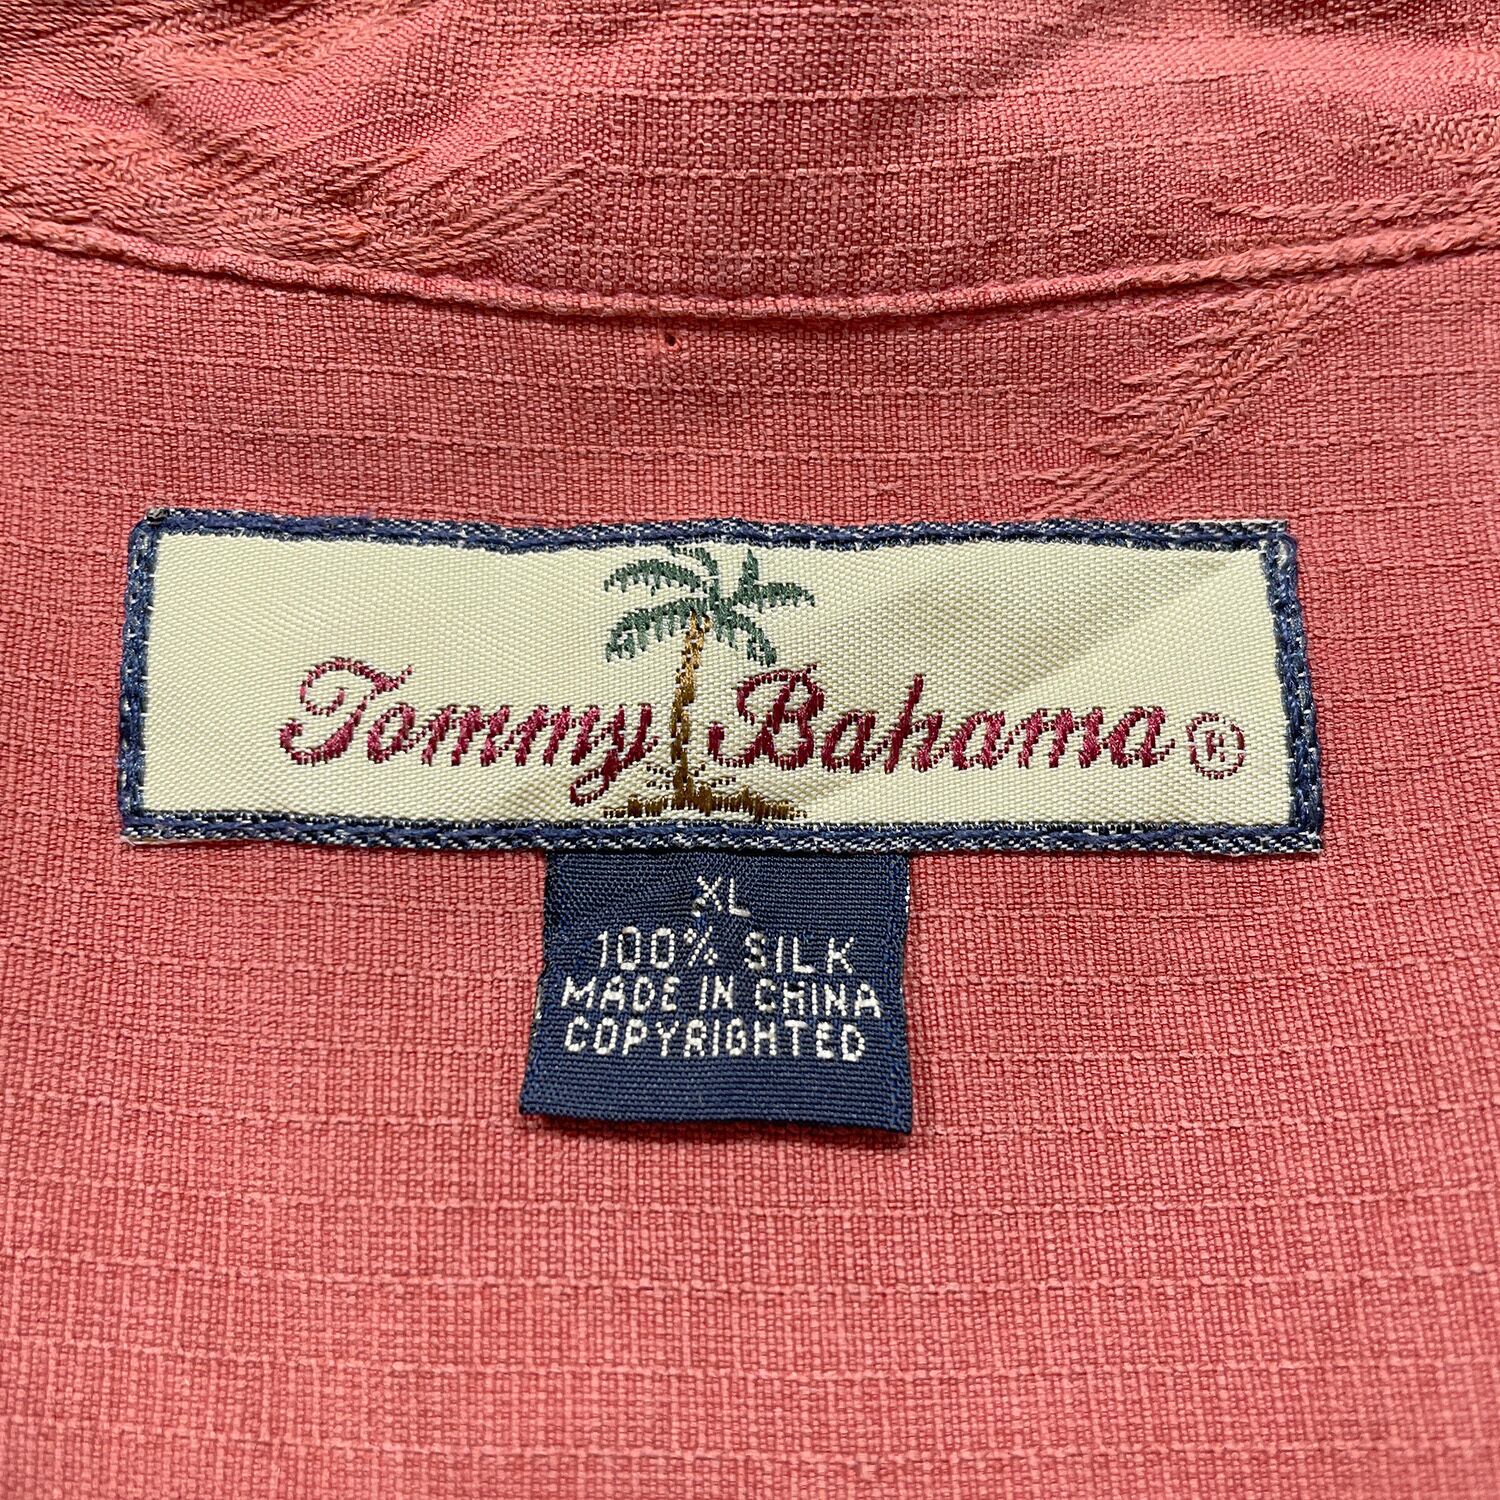 Tommy Bahama®
XL
100% SILK
MADE IN CHINA
COPYRIGHTED